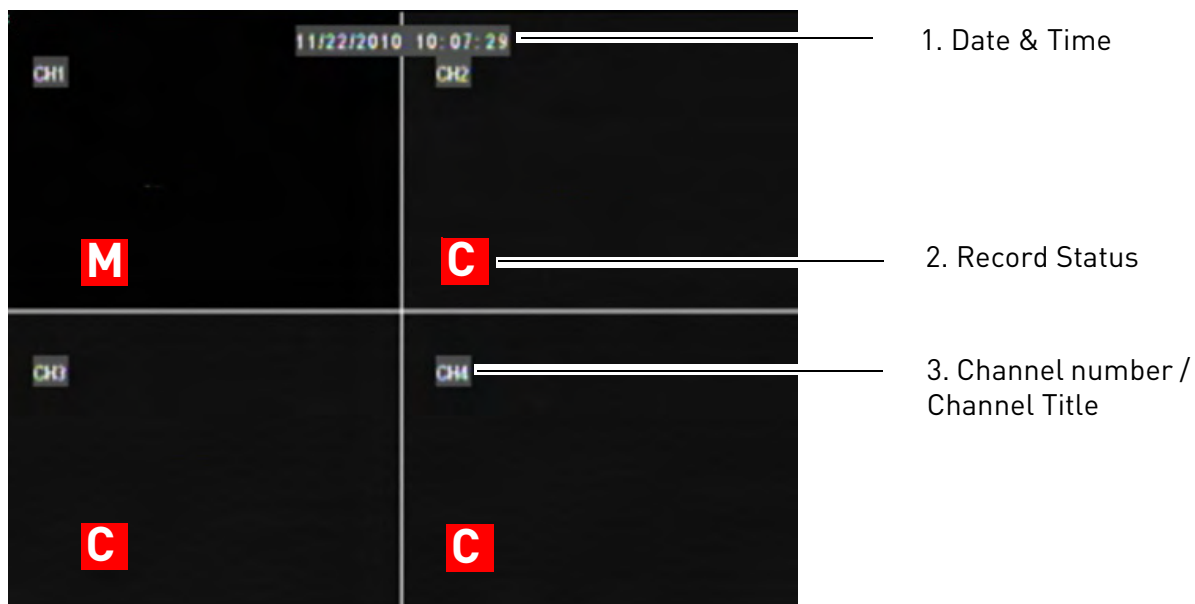 11/22/2010 10:07:29
1. Date & Time
CH1
CH2
M
C
2. Record Status
CH3
CH4
3. Channel number /
Channel Title
C
C